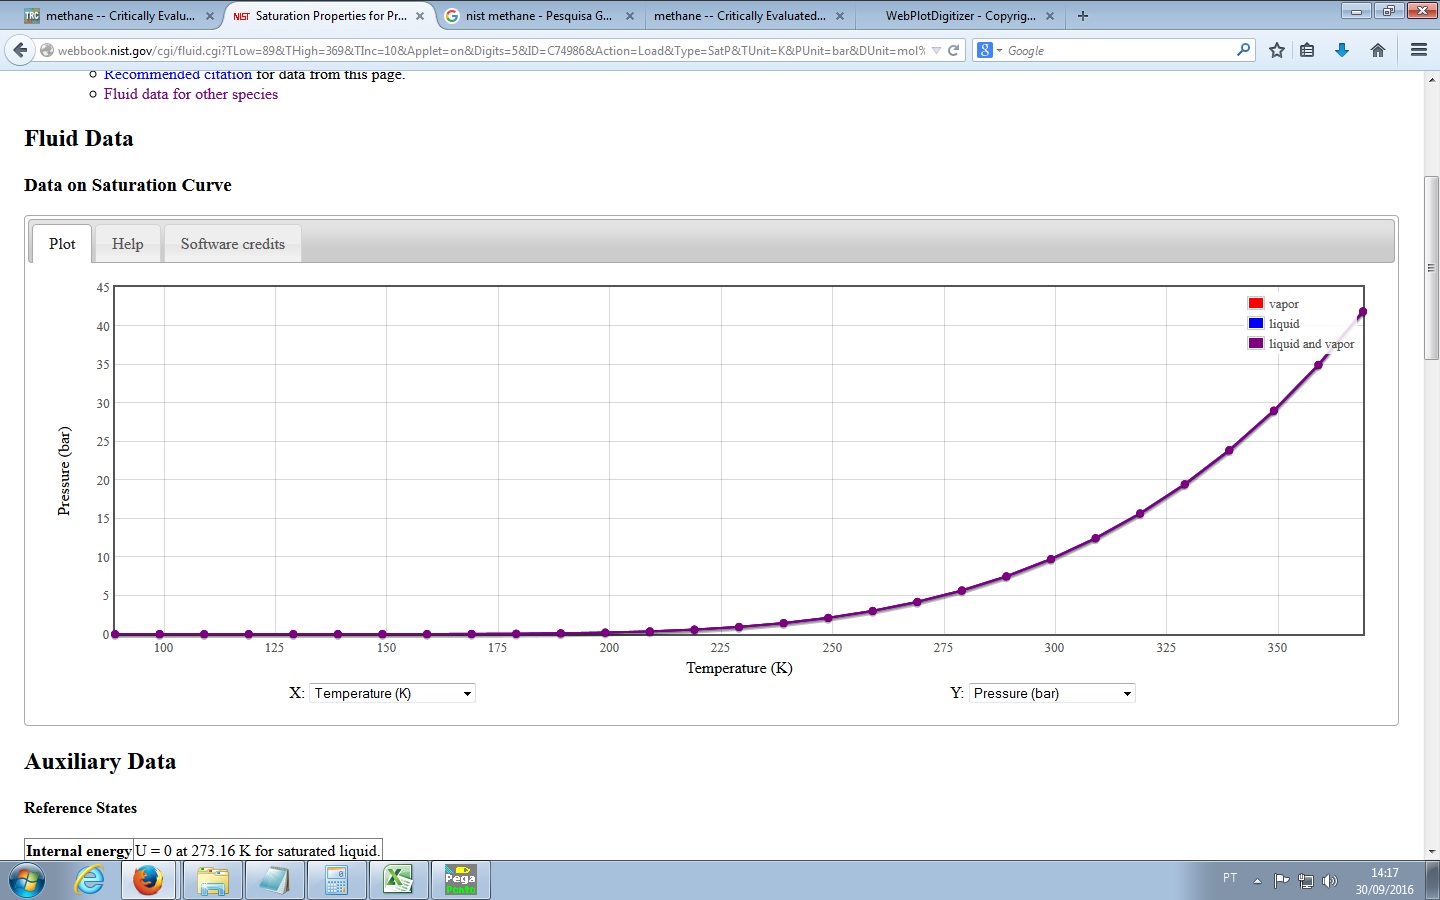 methane -- Critically Evalu...
NIST Saturation Properties for Pr...
nist methane - Pesquisa G...
methane -- Critically Evaluated...
WebPlotDigitizer - Copyrig...
webbook.nist.gov/cgi/fluid.cgi?TLow=89&THigh=369&TInc=10&Applet=on&Digits=5&ID=C74986&Action=Load&Type=SatP&TUnit=K&PUnit=bar&DUnit=mol%
Google
Recommended citation for data from this page.
Fluid data for other species
Fluid Data
Data on Saturation Curve
Plot Help Software credits
45
40
35
30
25
20
15
10
5
0
Pressure (bar)
vapor
liquid
liquid and vapor
100 125 150 175 200 225 250 275 300 325 350
Temperature (K)
X: Temperature (K) Y: Pressure (bar)
Auxiliary Data
Reference States
Internal energy U = 0 at 273.16 K for saturated liquid.
Pega
Ponto
PT
14:17
30/09/2016